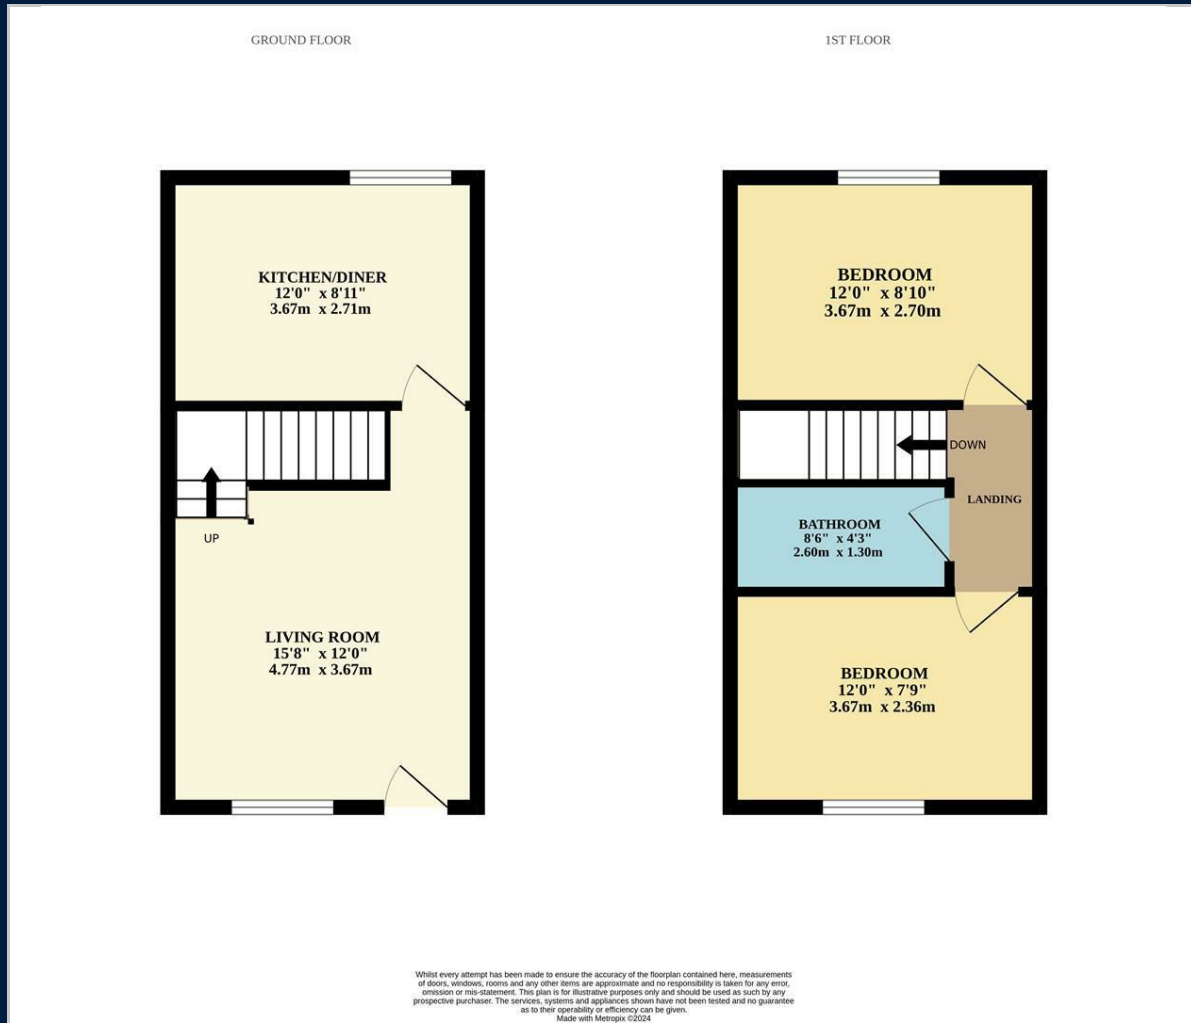 GROUND FLOOR
KITCHEN/DINER
12'0" x 8'11"
3.67m x 2.71m
UP
LIVING ROOM
15'8" x 12'0"
4.77m x 3.67m
1ST FLOOR
BEDROOM
12'0" x 8'10"
3.67m x 2.70m
DOWN
LANDING
BATHROOM
8'6" x 4'3"
2.60m x 1.30m
BEDROOM
12'0" x 7'9"
3.67m x 2.36m
Whilst every attempt has been made to ensure the accuracy of the floorplan contained here, measurements
of doors, windows, rooms and any other items are approximate and no responsibility is taken for any error,
omission or mis-statement. This plan is for illustrative purposes only and should be used as such by any
prospective purchaser. The services, systems and appliances shown have not been tested and no guarantee
as to their operability or efficiency can be given.
Made with Metropix ©2024